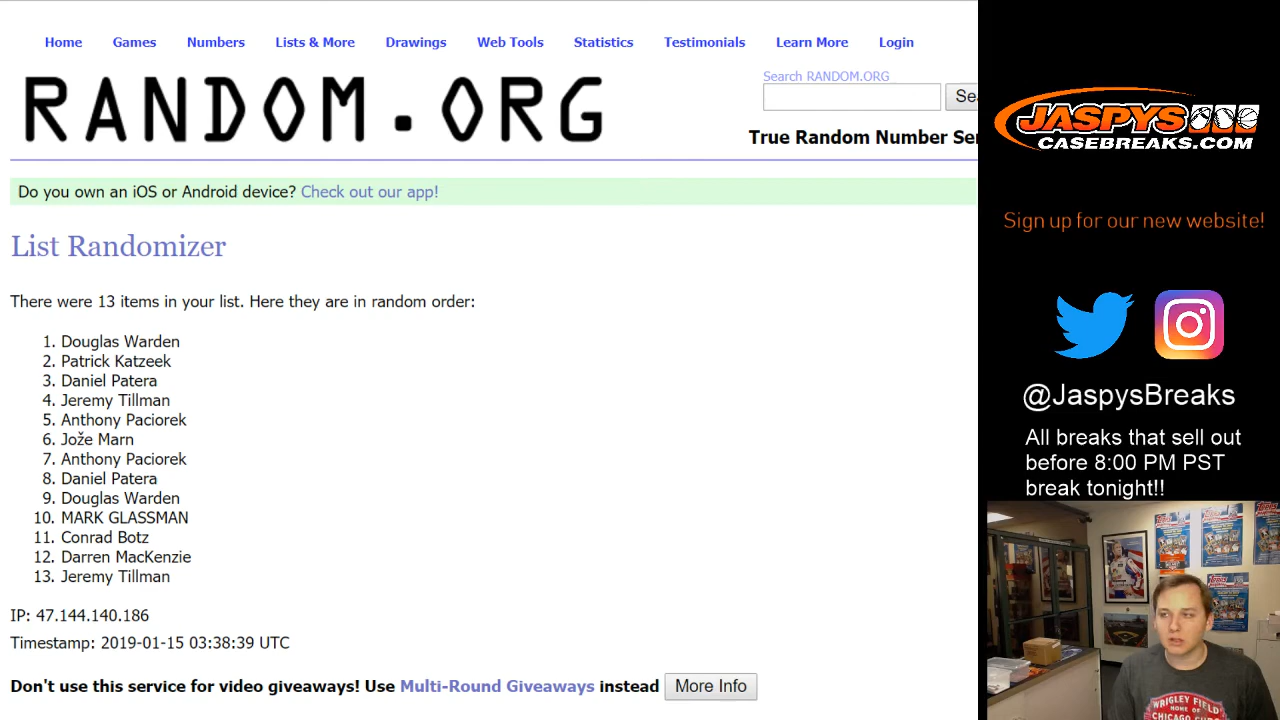 Home Games Numbers Lists & More Drawings Web Tools Statistics Testimonials Learn More Login
RANDOM.ORG
Search RANDOM.ORG
Sea
True Random Number Ser
Do you own an iOS or Android device? Check out our app!
List Randomizer
There were 13 items in your list. Here they are in random order:
1. Douglas Warden
2. Patrick Katzeek
3. Daniel Patera
4. Jeremy Tillman
5. Anthony Paciorek
6. Jože Marn
7. Anthony Paciorek
8. Daniel Patera
9. Douglas Warden
10. MARK GLASSMAN
11. Conrad Botz
12. Darren MacKenzie
13. Jeremy Tillman
IP: 47.144.140.186
Timestamp: 2019-01-15 03:38:39 UTC
Don't use this service for video giveaways! Use Multi-Round Giveaways instead More Info
JASPYS
CASEBREAKS.COM
Sign up for our new website!
@JaspysBreaks
All breaks that sell out
before 8:00 PM PST
break tonight!!
WRIGLEY FIELD
HOME OF
CHICAGO CUBS